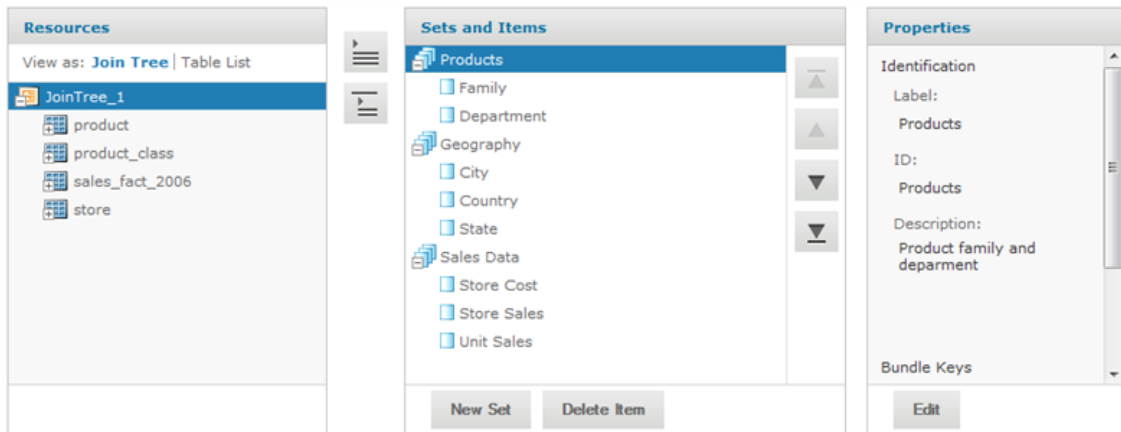 Resources
View as: Join Tree | Table List
JoinTree_1
product
product_class
sales_fact_2006
store
Sets and Items
Products
Family
Department
Geography
City
Country
State
Sales Data
Store Cost
Store Sales
Unit Sales
New Set Delete Item
Properties
Identification
Label:
Products
ID:
Products
Description:
Product family and
deparment
Bundle Keys
Edit